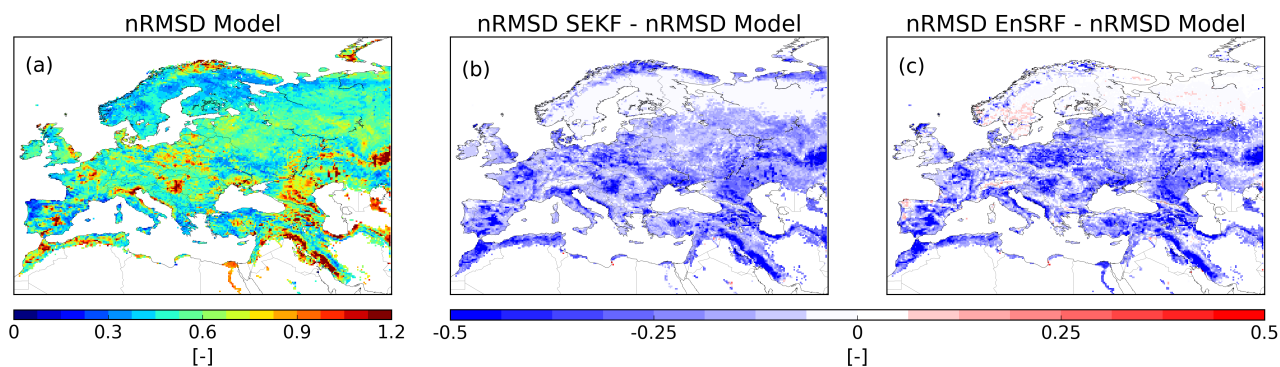 nRMSD Model
nRMSD SEKF - nRMSD Model
nRMSD EnSRF - nRMSD Model
(a)
(b)
(c)
0 0.3 0.6 0.9 1.2
[-]
-0.5 -0.25 0 0.25 0.5
[-]